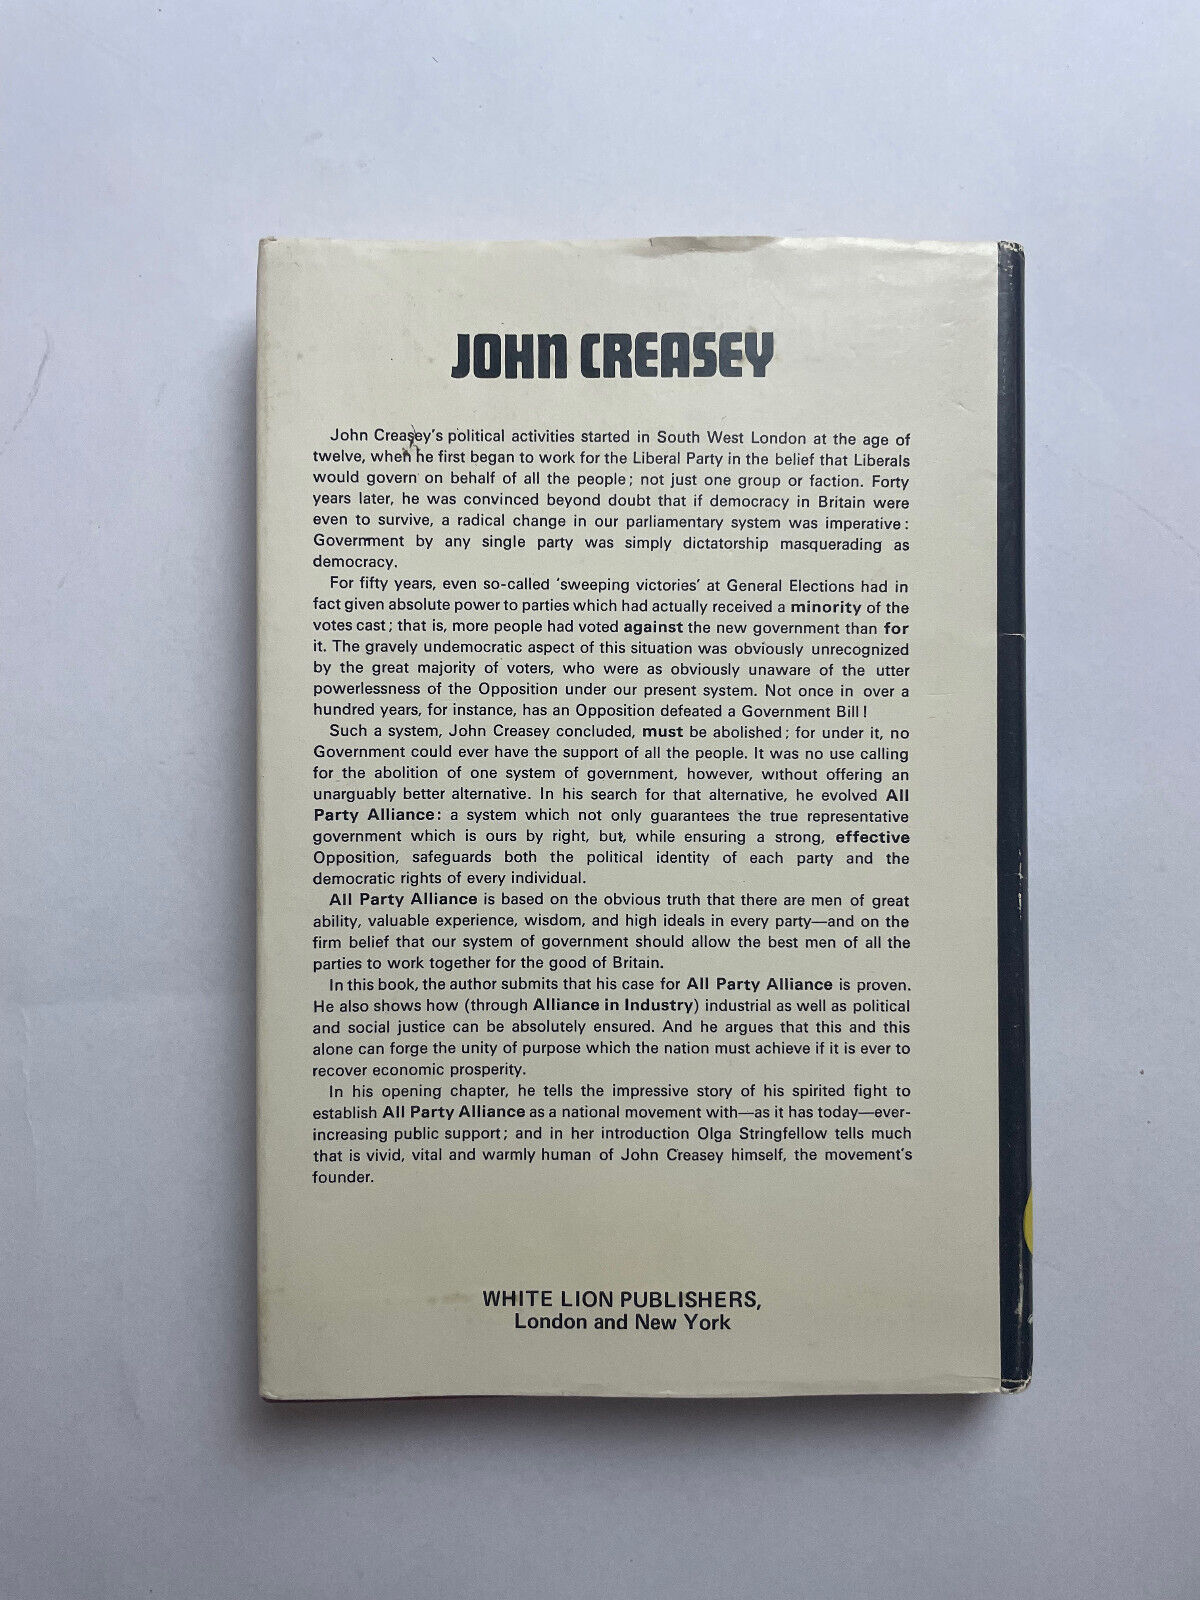 JOHN CREASEY
John Creasey's political activities started in South West London at the age of
twelve, when he first began to work for the Liberal Party in the belief that Liberals
would govern on behalf of all the people; not just one group or faction. Forty
years later, he was convinced beyond doubt that if democracy in Britain were
even to survive, a radical change in our parliamentary system was imperative:
Government by any single party was simply dictatorship masquerading as
democracy.
For fifty years, even so-called 'sweeping victories' at General Elections had in
fact given absolute power to parties which had actually received a minority of the
votes cast; that is, more people had voted against the new government than for
it. The gravely undemocratic aspect of this situation was obviously unrecognized
by the great majority of voters, who were as obviously unaware of the utter
powerlessness of the Opposition under our present system. Not once in over a
hundred years, for instance, has an Opposition defeated a Government Bill!
Such a system, John Creasey concluded, must be abolished; for under it, no
Government could ever have the support of all the people. It was no use calling
for the abolition of one system of government, however, without offering an
unarguably better alternative. In his search for that alternative, he evolved All
Party Alliance: a system which not only guarantees the true representative
government which is ours by right, but, while ensuring a strong, effective
Opposition, safeguards both the political identity of each party and the
democratic rights of every individual.
All Party Alliance is based on the obvious truth that there are men of great
ability, valuable experience, wisdom, and high ideals in every party—and on the
firm belief that our system of government should allow the best men of all the
parties to work together for the good of Britain.
In this book, the author submits that his case for All Party Alliance is proven.
He also shows how (through Alliance in Industry) industrial as well as political
and social justice can be absolutely ensured. And he argues that this and this
alone can forge the unity of purpose which the nation must achieve if it is ever to
recover economic prosperity.
In his opening chapter, he tells the impressive story of his spirited fight to
establish All Party Alliance as a national movement with—as it has today—ever-
increasing public support; and in her introduction Olga Stringfellow tells much
that is vivid, vital and warmly human of John Creasey himself, the movement's
founder.
WHITE LION PUBLISHERS,
London and New York